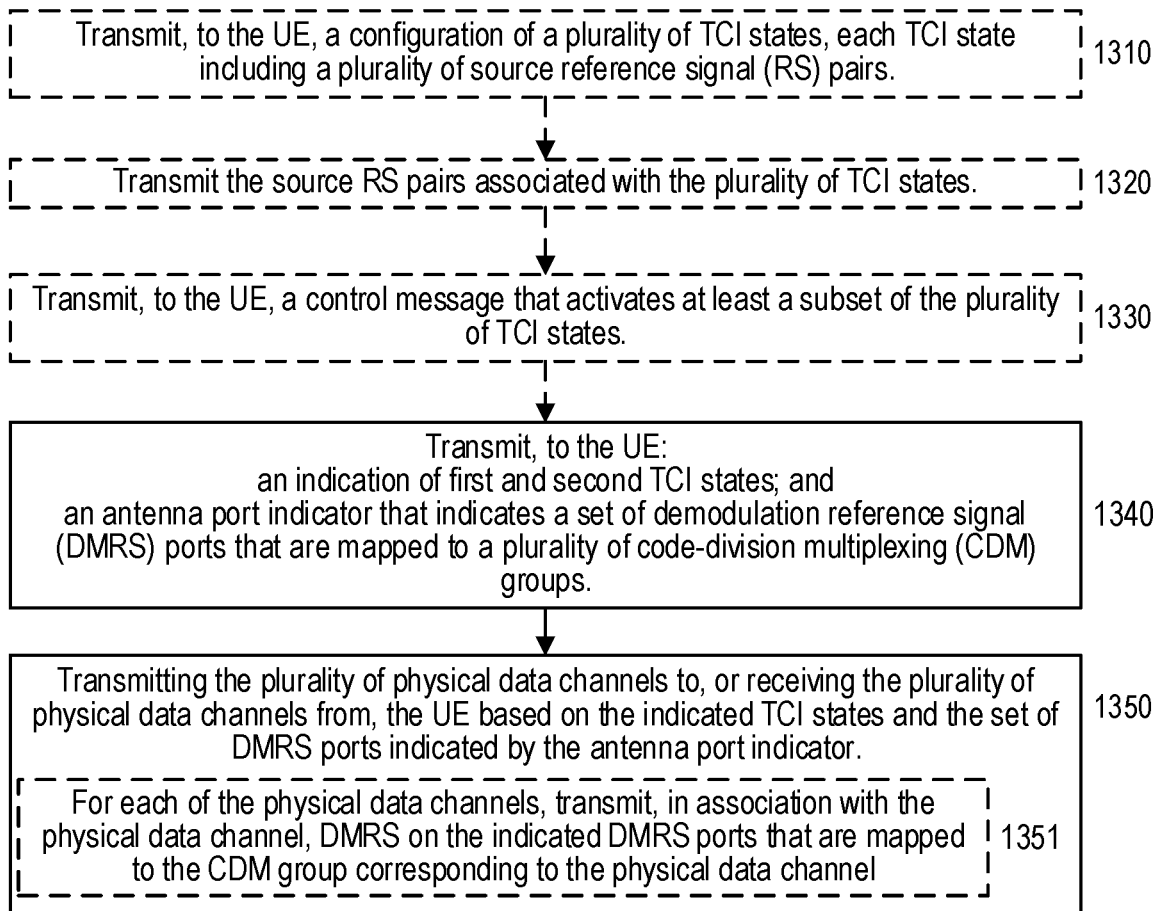 Transmit, to the UE, a configuration of a plurality of TCI states, each TCI state
including a plurality of source reference signal (RS) pairs.
1310
Transmit the source RS pairs associated with the plurality of TCI states.
1320
Transmit, to the UE, a control message that activates at least a subset of the plurality
of TCI states.
1330
Transmit, to the UE:
an indication of first and second TCI states; and
an antenna port indicator that indicates a set of demodulation reference signal
(DMRS) ports that are mapped to a plurality of code-division multiplexing (CDM)
groups.
1340
Transmitting the plurality of physical data channels to, or receiving the plurality of
physical data channels from, the UE based on the indicated TCI states and the set of
DMRS ports indicated by the antenna port indicator.
1350
For each of the physical data channels, transmit, in association with the
physical data channel, DMRS on the indicated DMRS ports that are mapped
to the CDM group corresponding to the physical data channel
1351